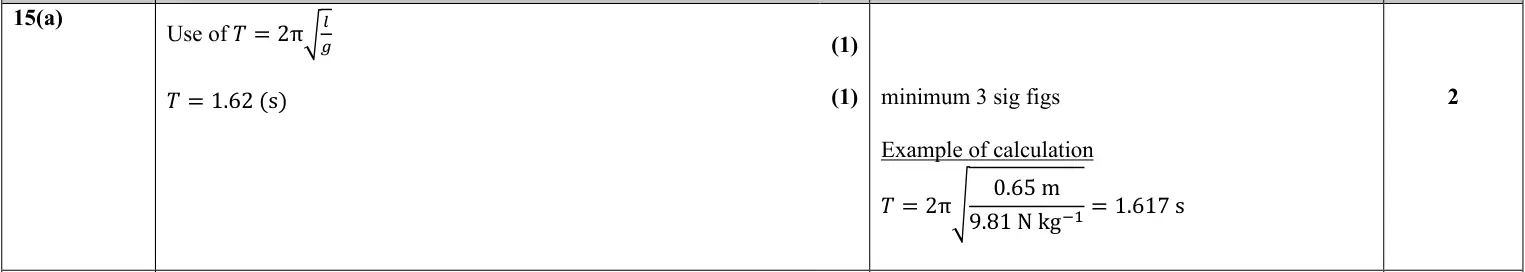 15(a)
Use of T = 2π√(l/g) (1)
T = 1.62 (s) (1) minimum 3 sig figs 2
Example of calculation
T = 2π√(0.65 m / 9.81 N kg⁻¹) = 1.617 s